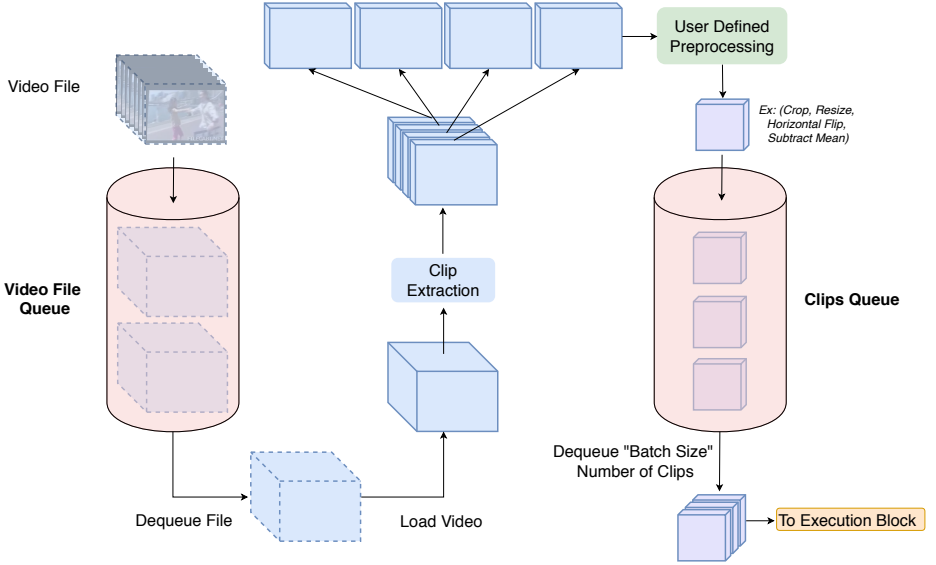 Video File
Video File
Queue
Dequeue File
Load Video
Clip
Extraction
User Defined
Preprocessing
Ex: (Crop, Resize,
Horizontal Flip,
Subtract Mean)
Clips Queue
Dequeue "Batch Size"
Number of Clips
To Execution Block